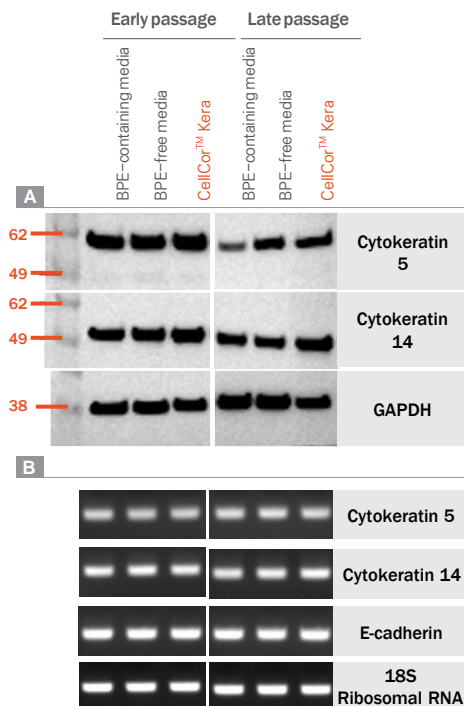 Early passage
Late passage
BPE-containing media
BPE-free media
CellCor™ Kera
BPE-containing media
BPE-free media
CellCor™ Kera
A
62
49
Cytokeratin
5
62
49
Cytokeratin
14
38
GAPDH
B
Cytokeratin 5
Cytokeratin 14
E-cadherin
18S
Ribosomal RNA